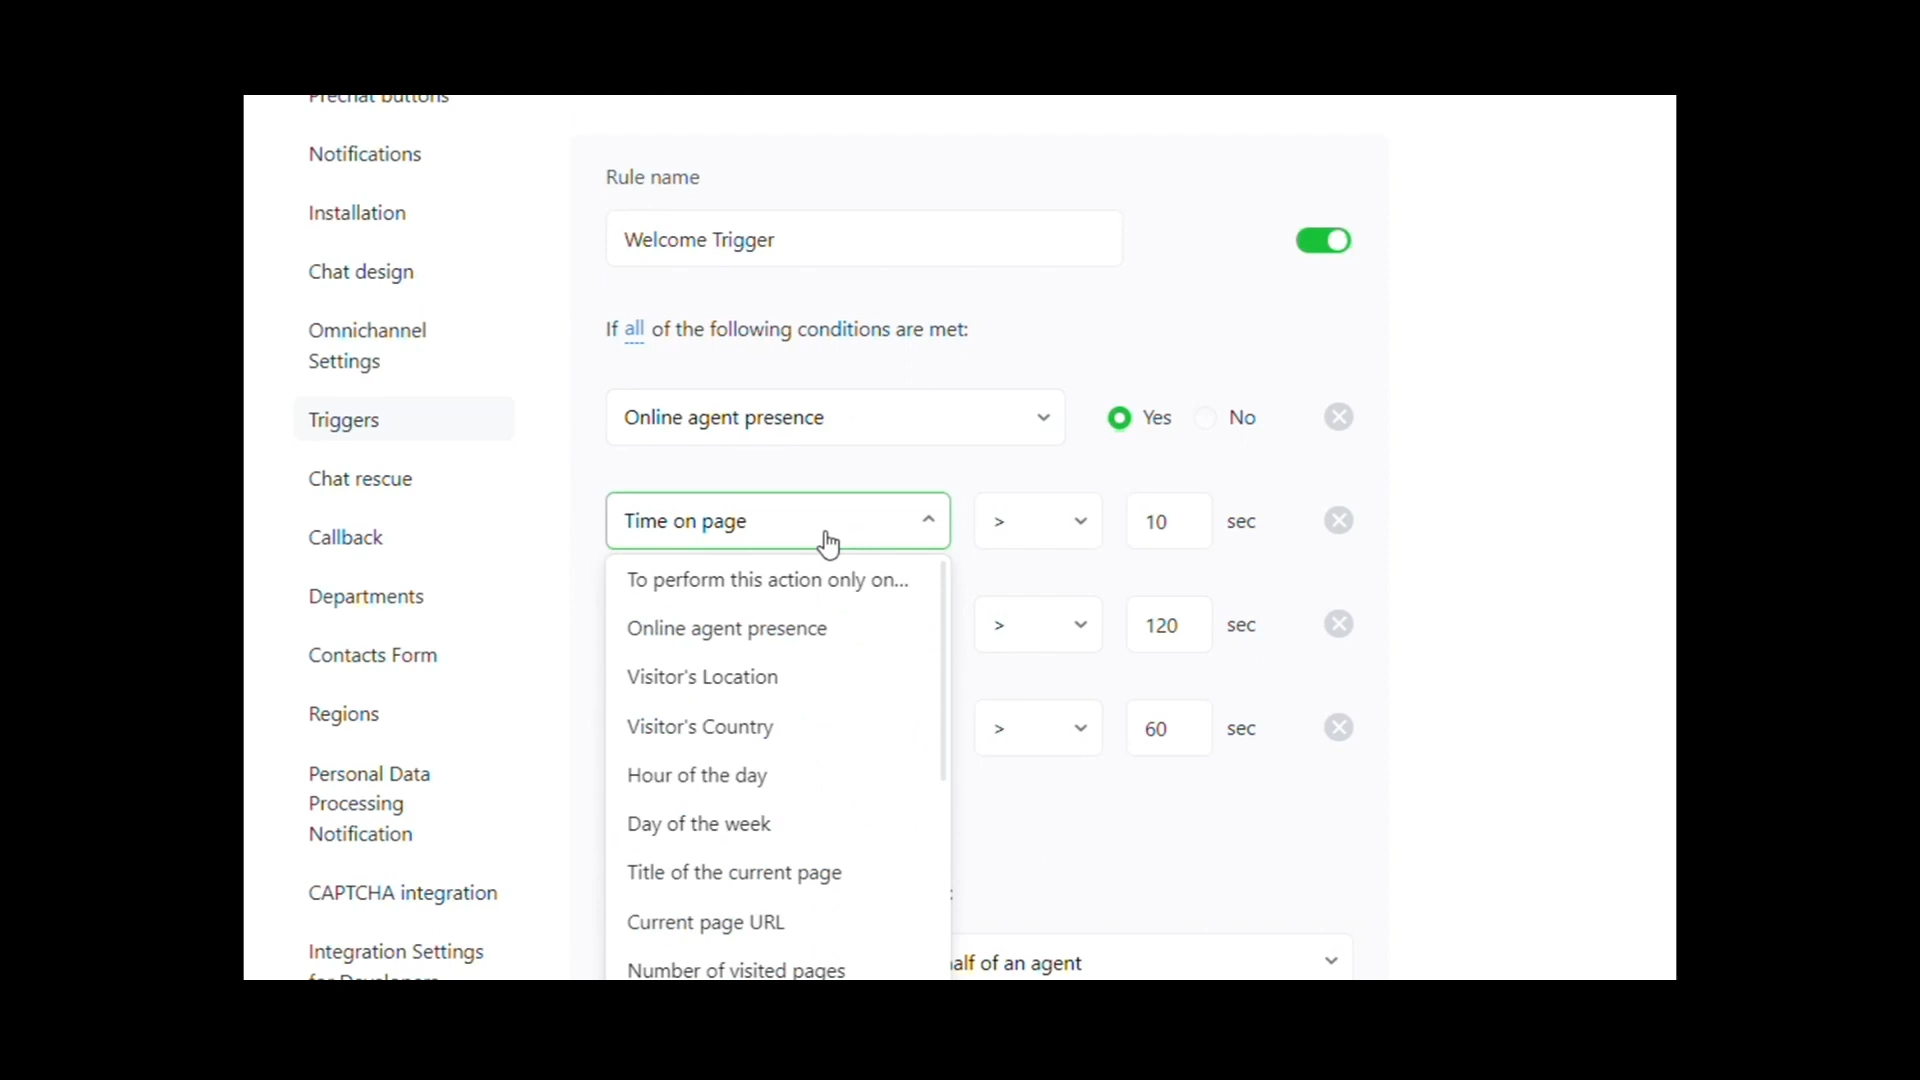 Prechat buttons
Notifications
Installation
Chat design
Omnichannel
Settings
Triggers
Chat rescue
Callback
Departments
Contacts Form
Regions
Personal Data
Processing
Notification
CAPTCHA integration
Integration Settings
for Developers
Rule name
Welcome Trigger
If all of the following conditions are met:
Online agent presence Yes No
Time on page > 10 sec
> 120 sec
> 60 sec
To perform this action only on...
Online agent presence
Visitor's Location
Visitor's Country
Hour of the day
Day of the week
Title of the current page
Current page URL
Number of visited pages
alf of an agent